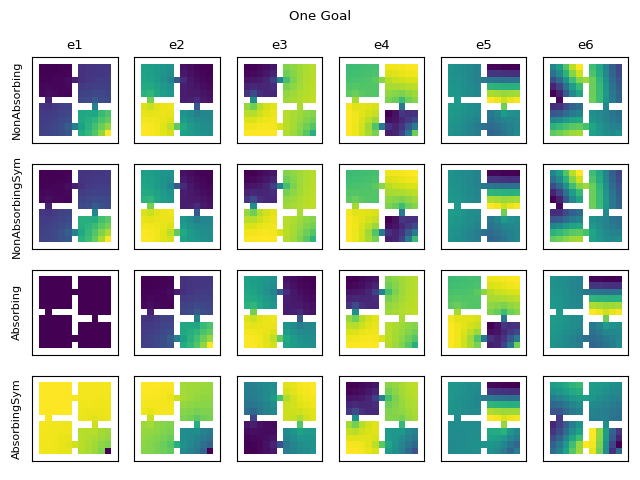 One Goal
e1 e2 e3 e4 e5 e6
NonAbsorbing
NonAbsorbingSym
Absorbing
AbsorbingSym